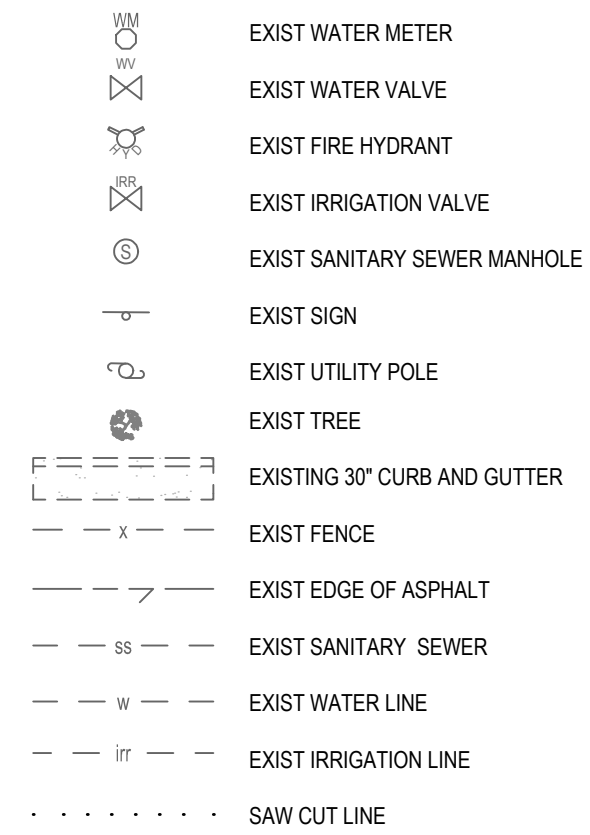 WM
EXIST WATER METER
WV
EXIST WATER VALVE
HYD
EXIST FIRE HYDRANT
IRR
EXIST IRRIGATION VALVE
S
EXIST SANITARY SEWER MANHOLE
EXIST SIGN
EXIST UTILITY POLE
EXIST TREE
EXISTING 30" CURB AND GUTTER
x EXIST FENCE
EXIST EDGE OF ASPHALT
ss EXIST SANITARY SEWER
w EXIST WATER LINE
irr EXIST IRRIGATION LINE
SAW CUT LINE